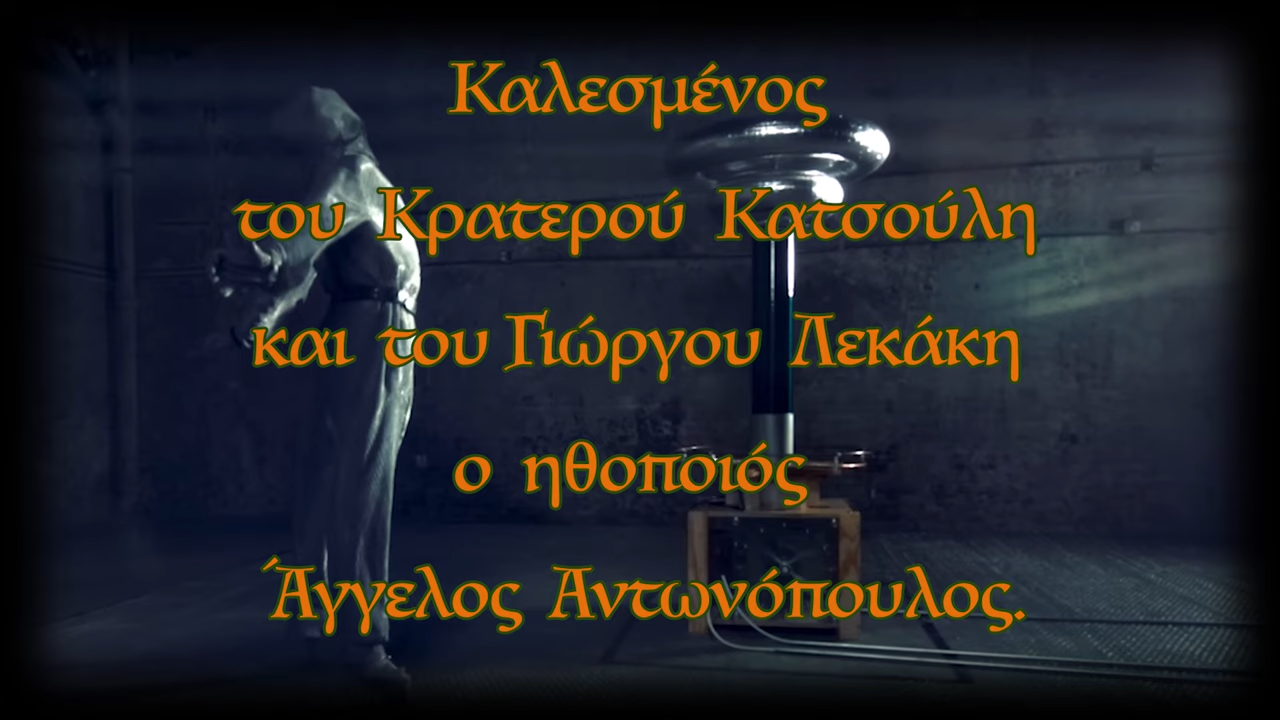 Καλεσμένος
του Κρατερού Κατσούλη
και του Γιώργου Λεκάκη
ο ηθοποιός
Άγγελος Αντωνόπουλος.